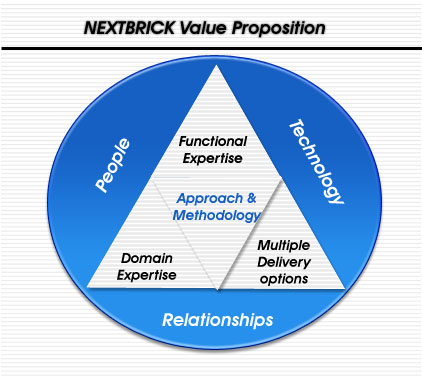 NEXTBRICK Value Proposition
People
Technology
Functional
Expertise
Approach &
Methodology
Domain
Expertise
Multiple
Delivery
options
Relationships